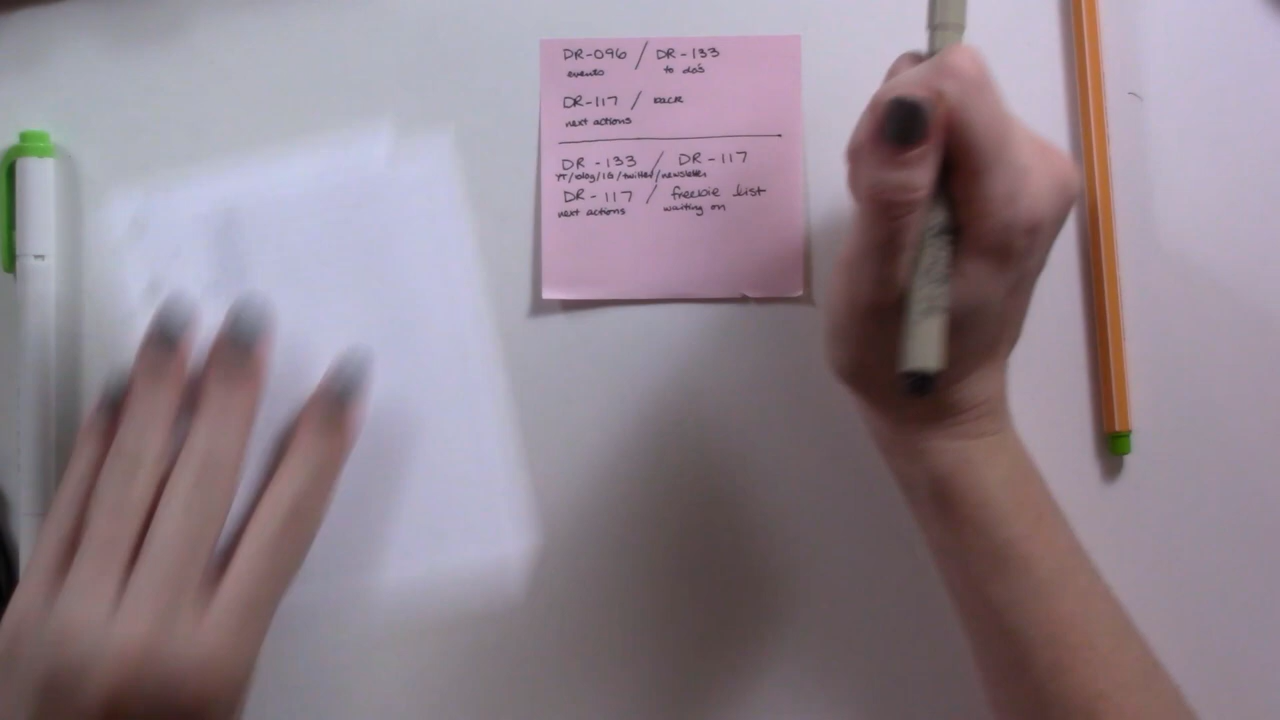 DR-096 / DR-133
events to do's
DR-117 / back
next actions
DR-133 / DR-117
YT/blog/IG/twitter/newsletter
DR-117 / freebie list
next actions waiting on